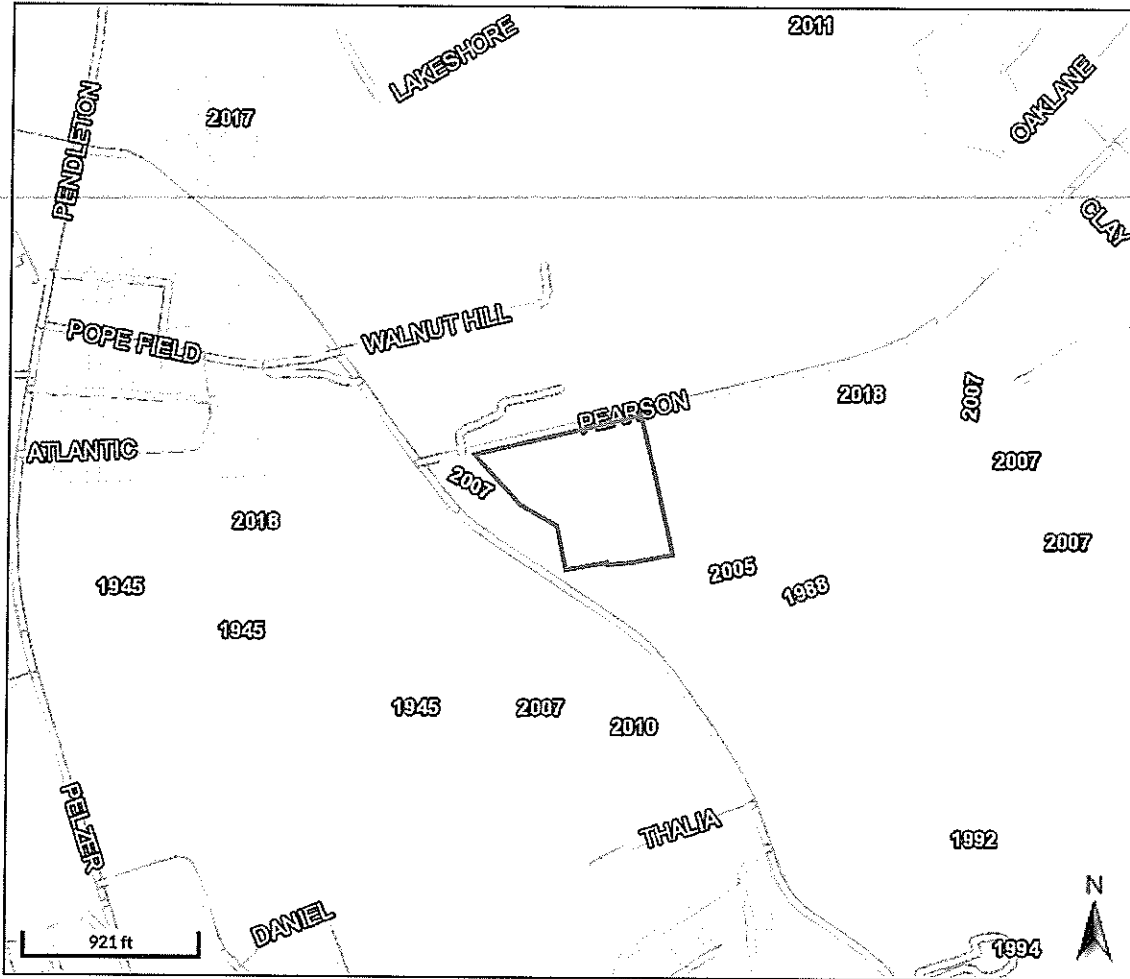 2011
LAKESHORE
OAKLANE
PENDLETON
2017
CLAY
POPE FIELD
WALNUT HILL
PEARSON
2018
2007
ATLANTIC
2007
2007
2018
2007
1945
2005
1988
1945
1945
2007
2010
PELZER
THALIA
1992
DANIEL
N
921 ft
1994